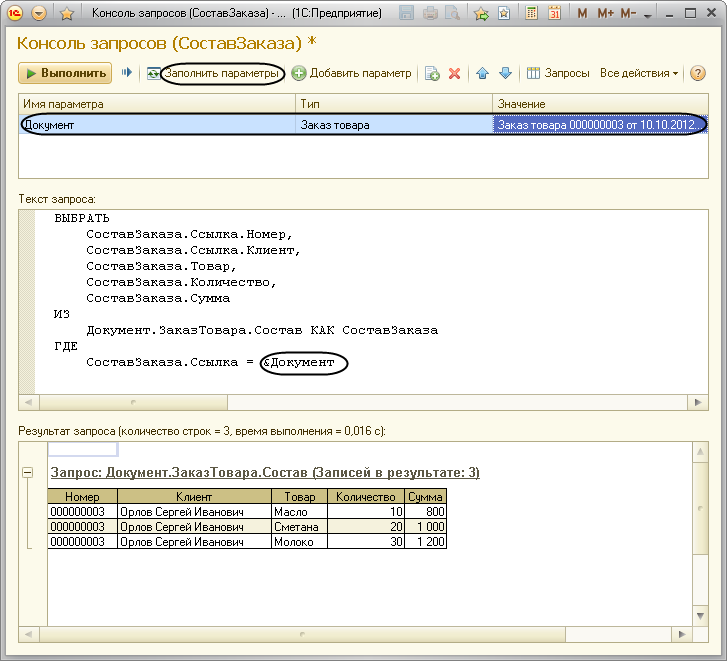 Консоль запросов (СоставЗаказа) - ... (1С:Предприятие)
M M+ M-
Консоль запросов (СоставЗаказа) *
Выполнить Заполнить параметры Добавить параметр Запросы Все действия
Имя параметра Тип Значение
Документ Заказ товара Заказ товара 000000003 от 10.10.2012...
Текст запроса:
ВЫБРАТЬ
СоставЗаказа.Ссылка.Номер,
СоставЗаказа.Ссылка.Клиент,
СоставЗаказа.Товар,
СоставЗаказа.Количество,
СоставЗаказа.Сумма
ИЗ
Документ.ЗаказТовара.Состав КАК СоставЗаказа
ГДЕ
СоставЗаказа.Ссылка = &Документ
Результат запроса (количество строк = 3, время выполнения = 0,016 с):
Запрос: Документ.ЗаказТовара.Состав (Записей в результате: 3)
Номер Клиент Товар Количество Сумма
000000003 Орлов Сергей Иванович Масло 10 800
000000003 Орлов Сергей Иванович Сметана 20 1 000
000000003 Орлов Сергей Иванович Молоко 30 1 200